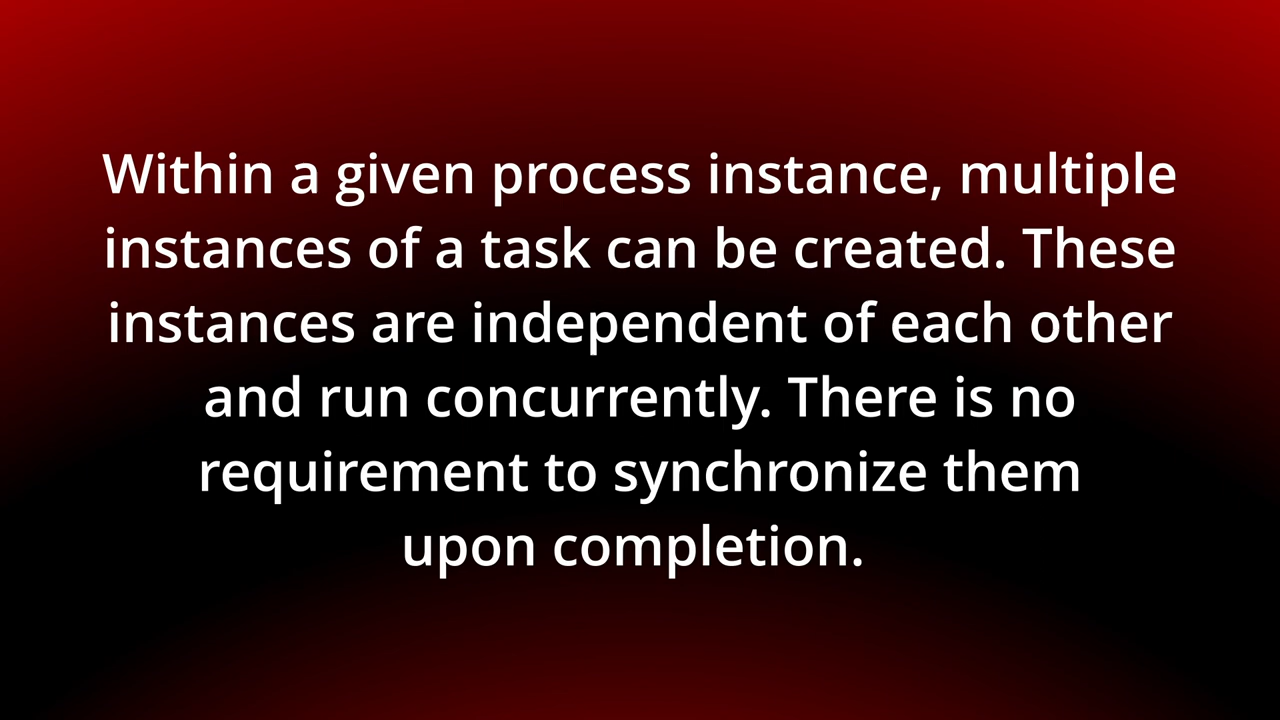 Within a given process instance, multiple
instances of a task can be created. These
instances are independent of each other
and run concurrently. There is no
requirement to synchronize them
upon completion.